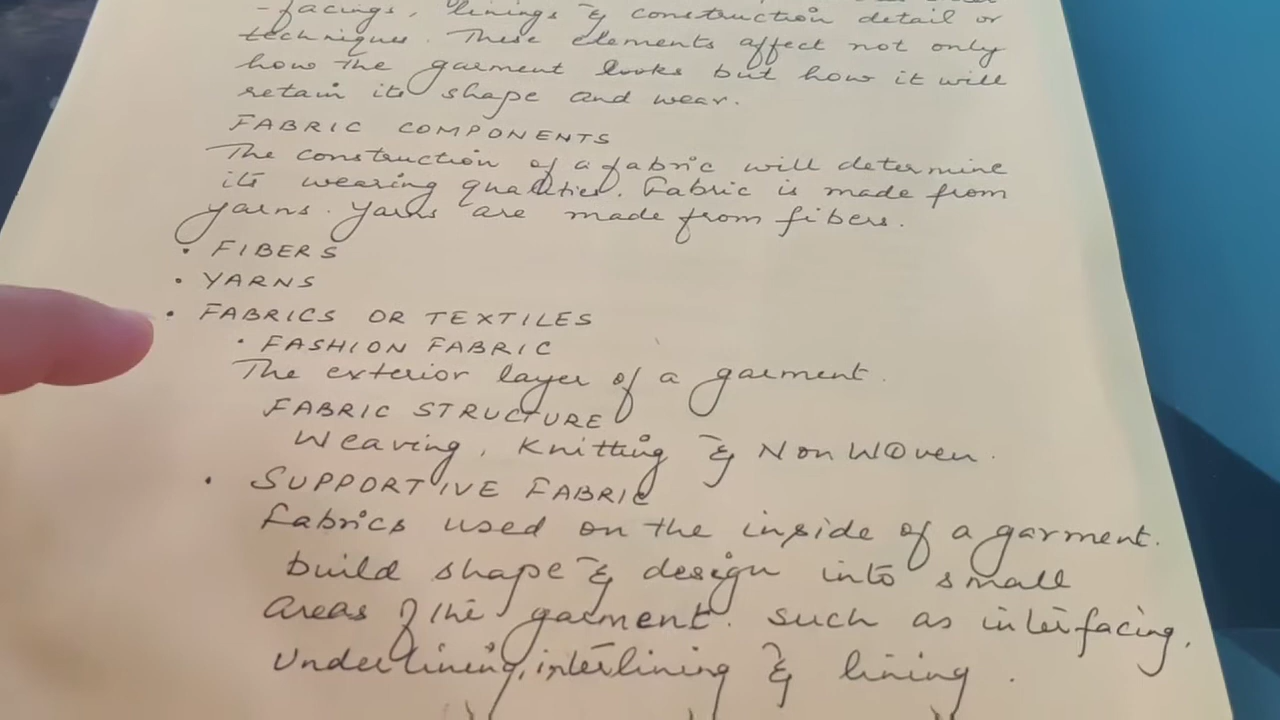 -facings, linings & construction detail or
techniques. These elements affect not only
how the garment looks but how it will
retain its shape and wear.
FABRIC COMPONENTS
The construction of a fabric will determine
its wearing qualities. Fabric is made from
yarns. Yarns are made from fibers.
• FIBERS
• YARNS
• FABRICS OR TEXTILES
• FASHION FABRIC
The exterior layer of a garment.
FABRIC STRUCTURE
Weaving, Knitting & Non Woven.
• SUPPORTIVE FABRIC
Fabrics used on the inside of a garment.
build shape & design into small
areas of the garment. such as interfacing,
Underlining, interlining & lining.